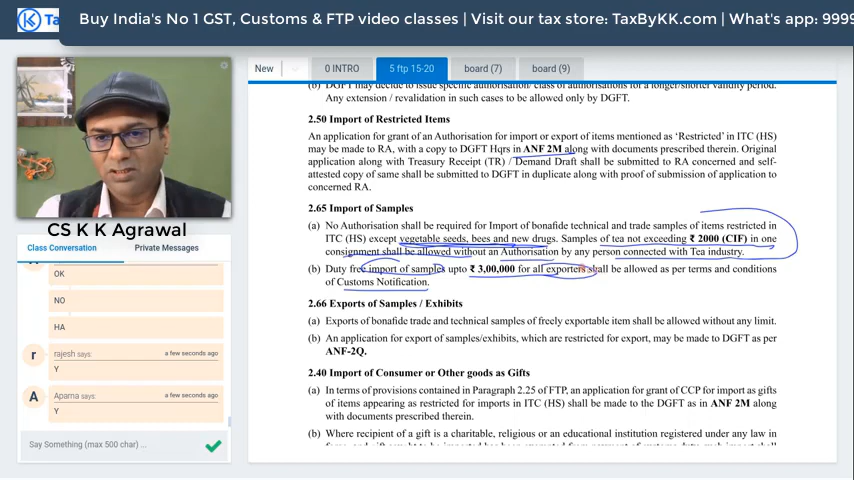 Ta
Buy India's No 1 GST, Customs & FTP video classes | Visit our tax store: TaxByKK.com | What's app: 9999
New
0 INTRO
5 ftp 15-20
board (7)
board (9)
(b) DGFT may decide to issue specific authorisation/ class of authorisations for a longer/shorter validity period.
Any extension / revalidation in such cases to be allowed only by DGFT.
2.50 Import of Restricted Items
An application for grant of an Authorisation for import or export of items mentioned as 'Restricted' in ITC (HS)
may be made to RA, with a copy to DGFT Hqrs in ANF 2M along with documents prescribed therein. Original
application along with Treasury Receipt (TR) / Demand Draft shall be submitted to RA concerned and self-
attested copy of same shall be submitted to DGFT in duplicate along with proof of submission of application to
concerned RA.
2.65 Import of Samples
(a) No Authorisation shall be required for Import of bonafide technical and trade samples of items restricted in
ITC (HS) except vegetable seeds, bees and new drugs. Samples of tea not exceeding ₹ 2000 (CIF) in one
consignment shall be allowed without an Authorisation by any person connected with Tea industry.
(b) Duty free import of samples upto ₹ 3,00,000 for all exporters shall be allowed as per terms and conditions
of Customs Notification.
2.66 Exports of Samples / Exhibits
(a) Exports of bonafide trade and technical samples of freely exportable item shall be allowed without any limit.
(b) An application for export of samples/exhibits, which are restricted for export, may be made to DGFT as per
ANF-2Q.
2.40 Import of Consumer or Other goods as Gifts
(a) In terms of provisions contained in Paragraph 2.25 of FTP, an application for grant of CCP for import as gifts
of items appearing as restricted for imports in ITC (HS) shall be made to the DGFT as in ANF 2M along
with documents prescribed therein.
(b) Where recipient of a gift is a charitable, religious or an educational institution registered under any law in
CS K K Agrawal
Class Conversation
Private Messages
OK
NO
HA
r
rajesh says:
a few seconds ago
Y
A
Aparna says:
a few seconds ago
Y
Say Something (max 500 char) ...